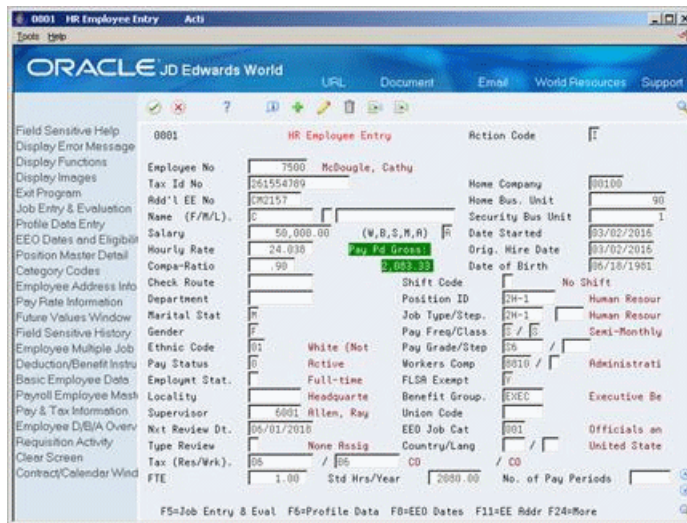 0801 HR Employee Entry Acti
Tools Help
ORACLE JD Edwards World
URL Document Email World Resources Support
Field Sensitive Help
Display Error Message
Display Functions
Display Images
Exit Program
Job Entry & Evaluation
Profile Data Entry
EEO Dates and Eligibilit
Position Master Detail
Category Codes
Employee Address Info
Pay Rate Information
Future Values Window
Field Sensitive History
Employee Multiple Job
Deduction/Benefit Instru
Basic Employee Data
Payroll Employee Mast
Pay & Tax Information
Employee D/B/A Overv
Requisition Activity
Clear Screen
Contract/Calendar Wind
0801 HR Employee Entry Action Code I
Employee No 7500 McDougle, Cathy
Tax Id No 261554789 Home Company 00100
Add'l EE No CM2157 Home Bus. Unit 90
Name (F/M/L). C Security Bus Unit 1
Salary 50,000.00 (W,B,S,M,A) A Date Started 03/02/2016
Hourly Rate 24.038 Pay Pd Gross: Orig. Hire Date 03/02/2016
Compa-Ratio .90 2,083.33 Date of Birth 06/18/1981
Check Route Shift Code No Shift
Department Position ID 2H-1 Human Resour
Marital Stat M Job Type/Step. 2H-1 Human Resour
Gender F Pay Freq/Class S / S Semi-Monthly
Ethnic Code 01 White (Not Pay Grade/Step S6 /
Pay Status 0 Active Workers Comp 8810 / Administrati
Employmt Stat. Full-time FLSA Exempt Y
Locality Headquarte Benefit Group. EXEC Executive Be
Supervisor 6001 Allen, Ray Union Code
Nxt Review Dt. 06/01/2018 EEO Job Cat 001 Officials an
Type Review None Assig Country/Lang / United State
Tax (Res/Wrk). 06 / 06 CO / CO
FTE 1.00 Std Hrs/Year 2080.00 No. of Pay Periods
F5=Job Entry & Eval F6=Profile Data F8=EEO Dates F11=EE Addr F24=More